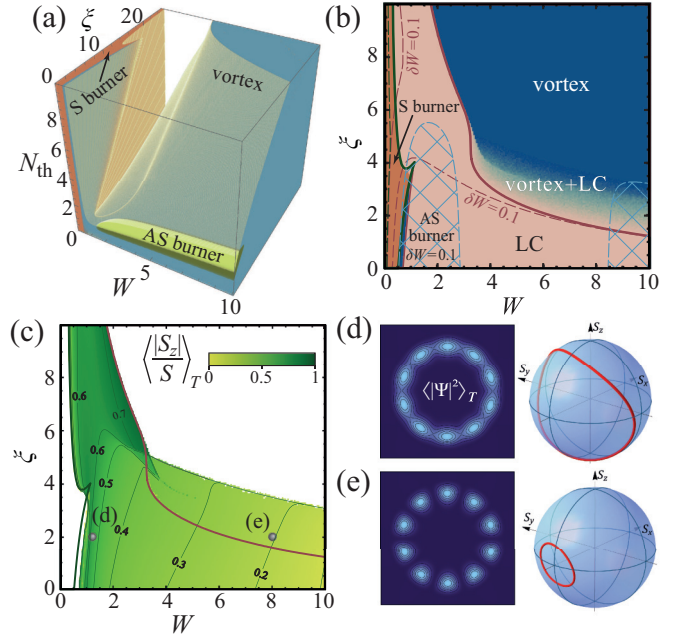 (a)
ξ
20
10
0
S burner
vortex
N_th
8
6
4
2
0
AS burner
W
5
10
(b)
δW=0.1
vortex
S burner
8
6
ξ
4
2
0
vortex+LC
δW=0.1
AS
burner
δW=0.1
LC
0 2 4 6 8 10
W
(c)
⟨|S_z|/S⟩_T
0 0.5 1
8
6
ξ
4
2
0
0.6
0.7
0.6
0.5
0.4
0.3
0.2
(d)
(e)
0 2 4 6 8 10
W
(d)
⟨|Ψ|²⟩_T
S_z
S_y
S_x
(e)
S_z
S_y
S_x